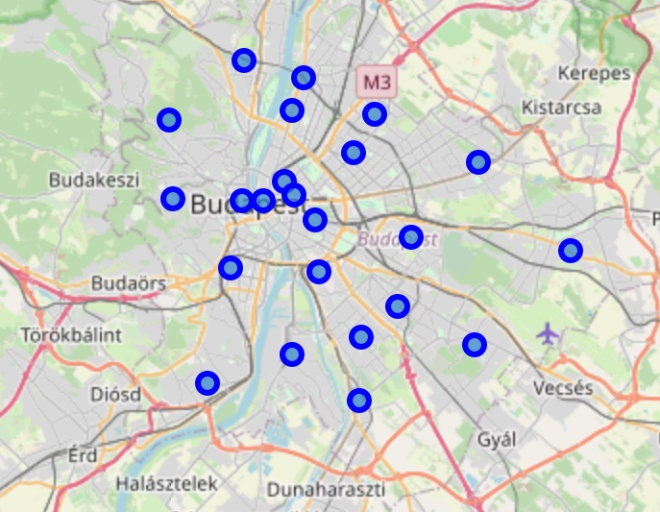 M3
Kerepes
Kistarcsa
Budakeszi
Budapest
Budapest
Budaörs
Törökbálint
Vecsés
Diósd
Gyál
Érd
Halásztelek
Dunaharaszti